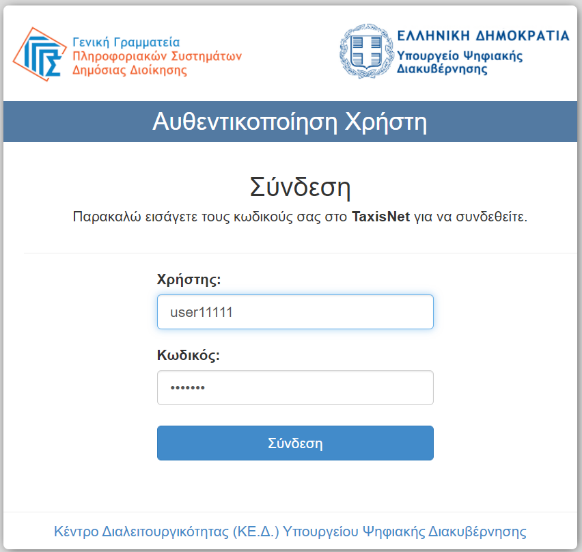 Γενική Γραμματεία
Πληροφοριακών Συστημάτων
Δημόσιας Διοίκησης
ΕΛΛΗΝΙΚΗ ΔΗΜΟΚΡΑΤΙΑ
Υπουργείο Ψηφιακής
Διακυβέρνησης
Αυθεντικοποίηση Χρήστη
Σύνδεση
Παρακαλώ εισάγετε τους κωδικούς σας στο TaxisNet για να συνδεθείτε.
Χρήστης:
user11111
Κωδικός:
•••••••
Σύνδεση
Κέντρο Διαλειτουργικότητας (ΚΕ.Δ.) Υπουργείου Ψηφιακής Διακυβέρνησης